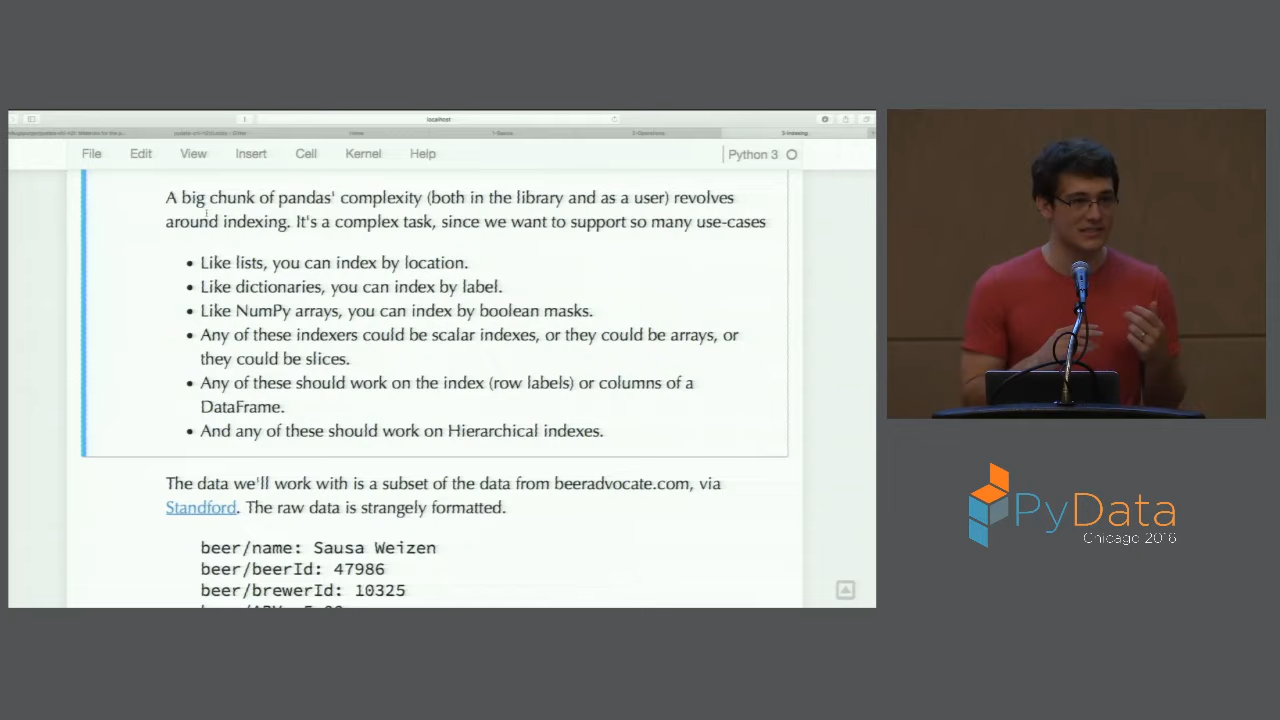 localhost
1-Basics
2-Operations
3-Indexing
File Edit View Insert Cell Kernel Help Python 3
A big chunk of pandas' complexity (both in the library and as a user) revolves
around indexing. It's a complex task, since we want to support so many use-cases
• Like lists, you can index by location.
• Like dictionaries, you can index by label.
• Like NumPy arrays, you can index by boolean masks.
• Any of these indexers could be scalar indexes, or they could be arrays, or
they could be slices.
• Any of these should work on the index (row labels) or columns of a
DataFrame.
• And any of these should work on Hierarchical indexes.
The data we'll work with is a subset of the data from beeradvocate.com, via
Standford. The raw data is strangely formatted.
beer/name: Sausa Weizen
beer/beerId: 47986
beer/brewerId: 10325
PyData
Chicago 2016